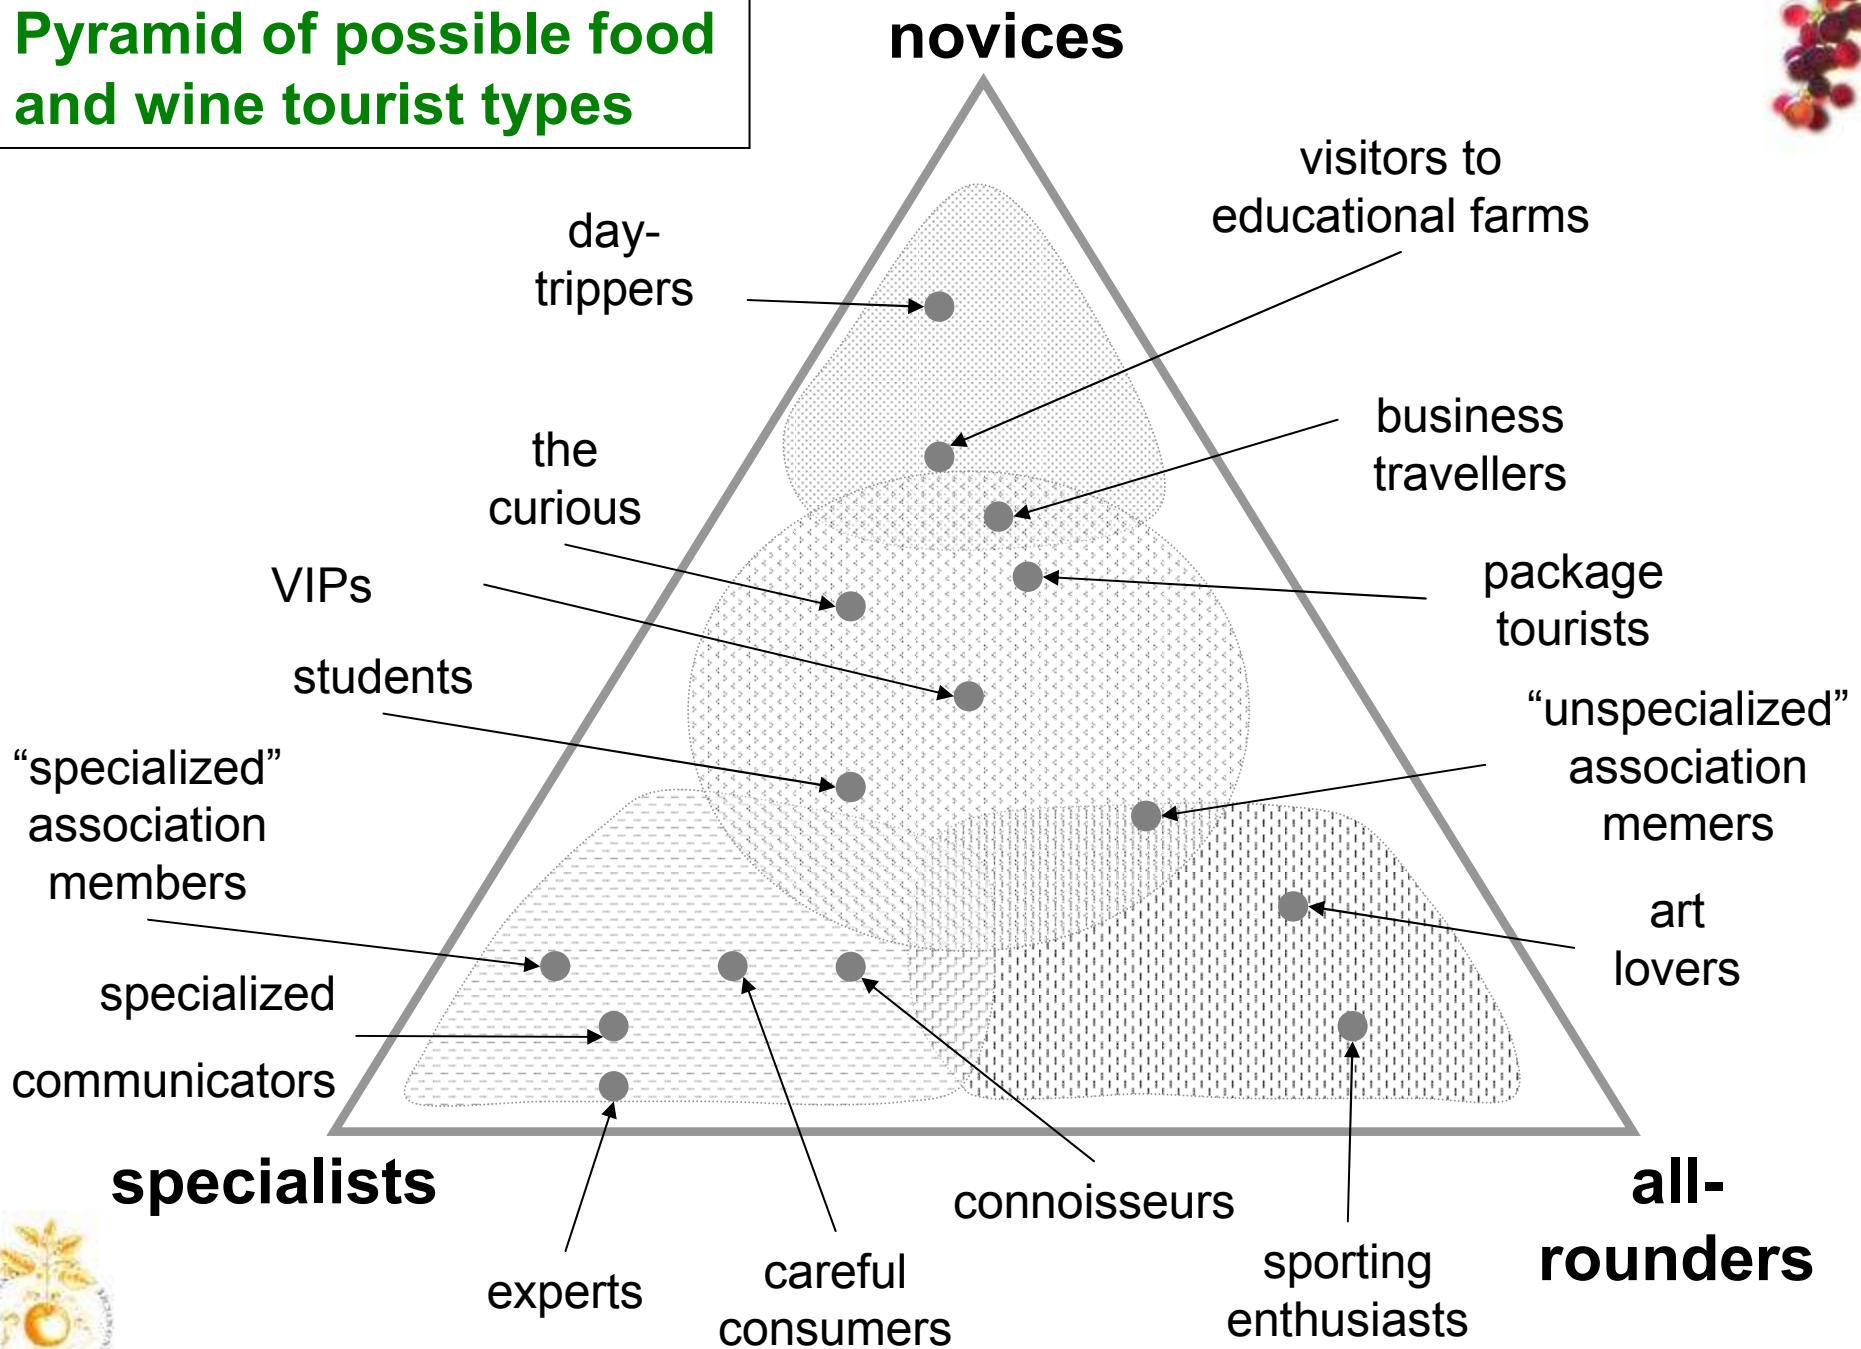 Pyramid of possible food
and wine tourist types
novices
visitors to
educational farms
day-
trippers
business
travellers
the
curious
VIPs
package
tourists
students
“unspecialized”
association
memers
“specialized”
association
members
art
lovers
specialized
communicators
specialists
all-
rounders
connoisseurs
experts
careful
consumers
sporting
enthusiasts